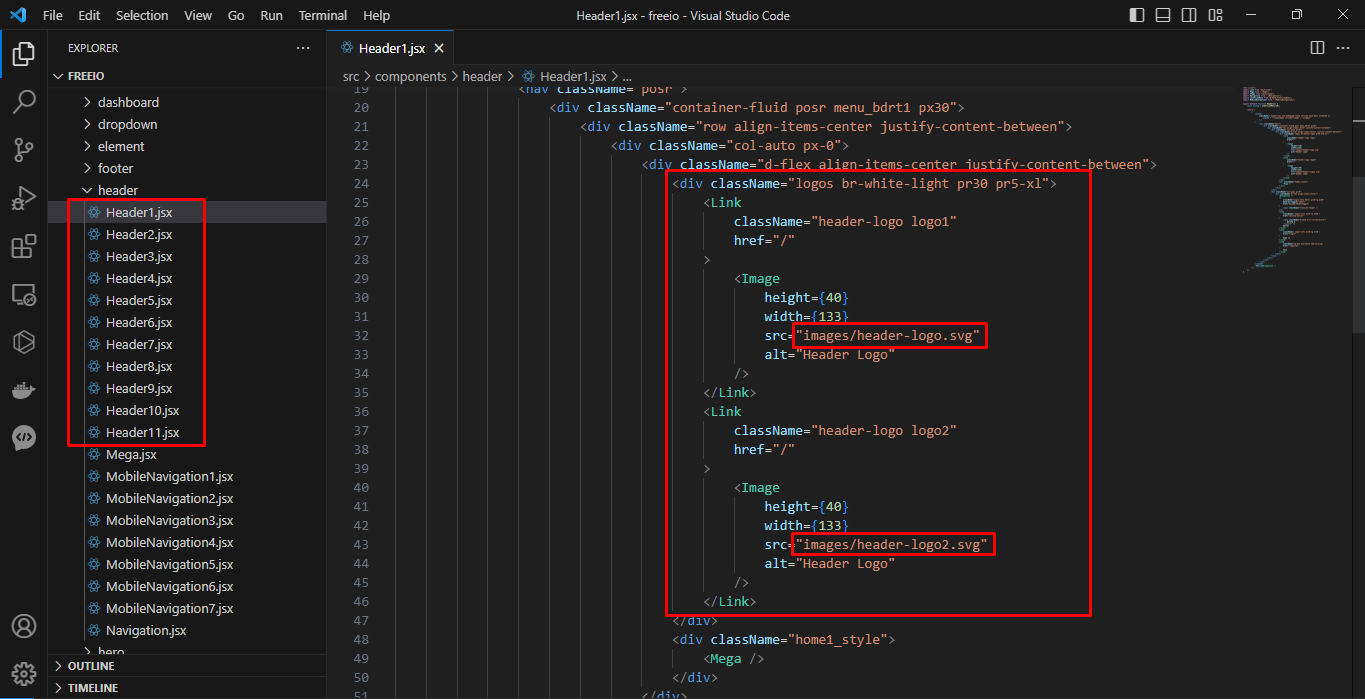 File Edit Selection View Go Run Terminal Help
Header1.jsx - freeio - Visual Studio Code
EXPLORER
FREEIO
dashboard
dropdown
element
footer
header
Header1.jsx
Header2.jsx
Header3.jsx
Header4.jsx
Header5.jsx
Header6.jsx
Header7.jsx
Header8.jsx
Header9.jsx
Header10.jsx
Header11.jsx
Mega.jsx
MobileNavigation1.jsx
MobileNavigation2.jsx
MobileNavigation3.jsx
MobileNavigation4.jsx
MobileNavigation5.jsx
MobileNavigation6.jsx
MobileNavigation7.jsx
Navigation.jsx
hero
OUTLINE
TIMELINE
Header1.jsx
src > components > header > Header1.jsx > ...
19 <nav className="posr">
20 <div className="container-fluid posr menu_bdrt1 px30">
21 <div className="row align-items-center justify-content-between">
22 <div className="col-auto px-0">
23 <div className="d-flex align-items-center justify-content-between">
24 <div className="logos br-white-light pr30 pr5-xl">
25 <Link
26 className="header-logo logo1"
27 href="/"
28 >
29 <Image
30 height={40}
31 width={133}
32 src="images/header-logo.svg"
33 alt="Header Logo"
34 />
35 </Link>
36 <Link
37 className="header-logo logo2"
38 href="/"
39 >
40 <Image
41 height={40}
42 width={133}
43 src="images/header-logo2.svg"
44 alt="Header Logo"
45 />
46 </Link>
47 </div>
48 <div className="home1_style">
49 <Mega />
50 </div>
51 </div>